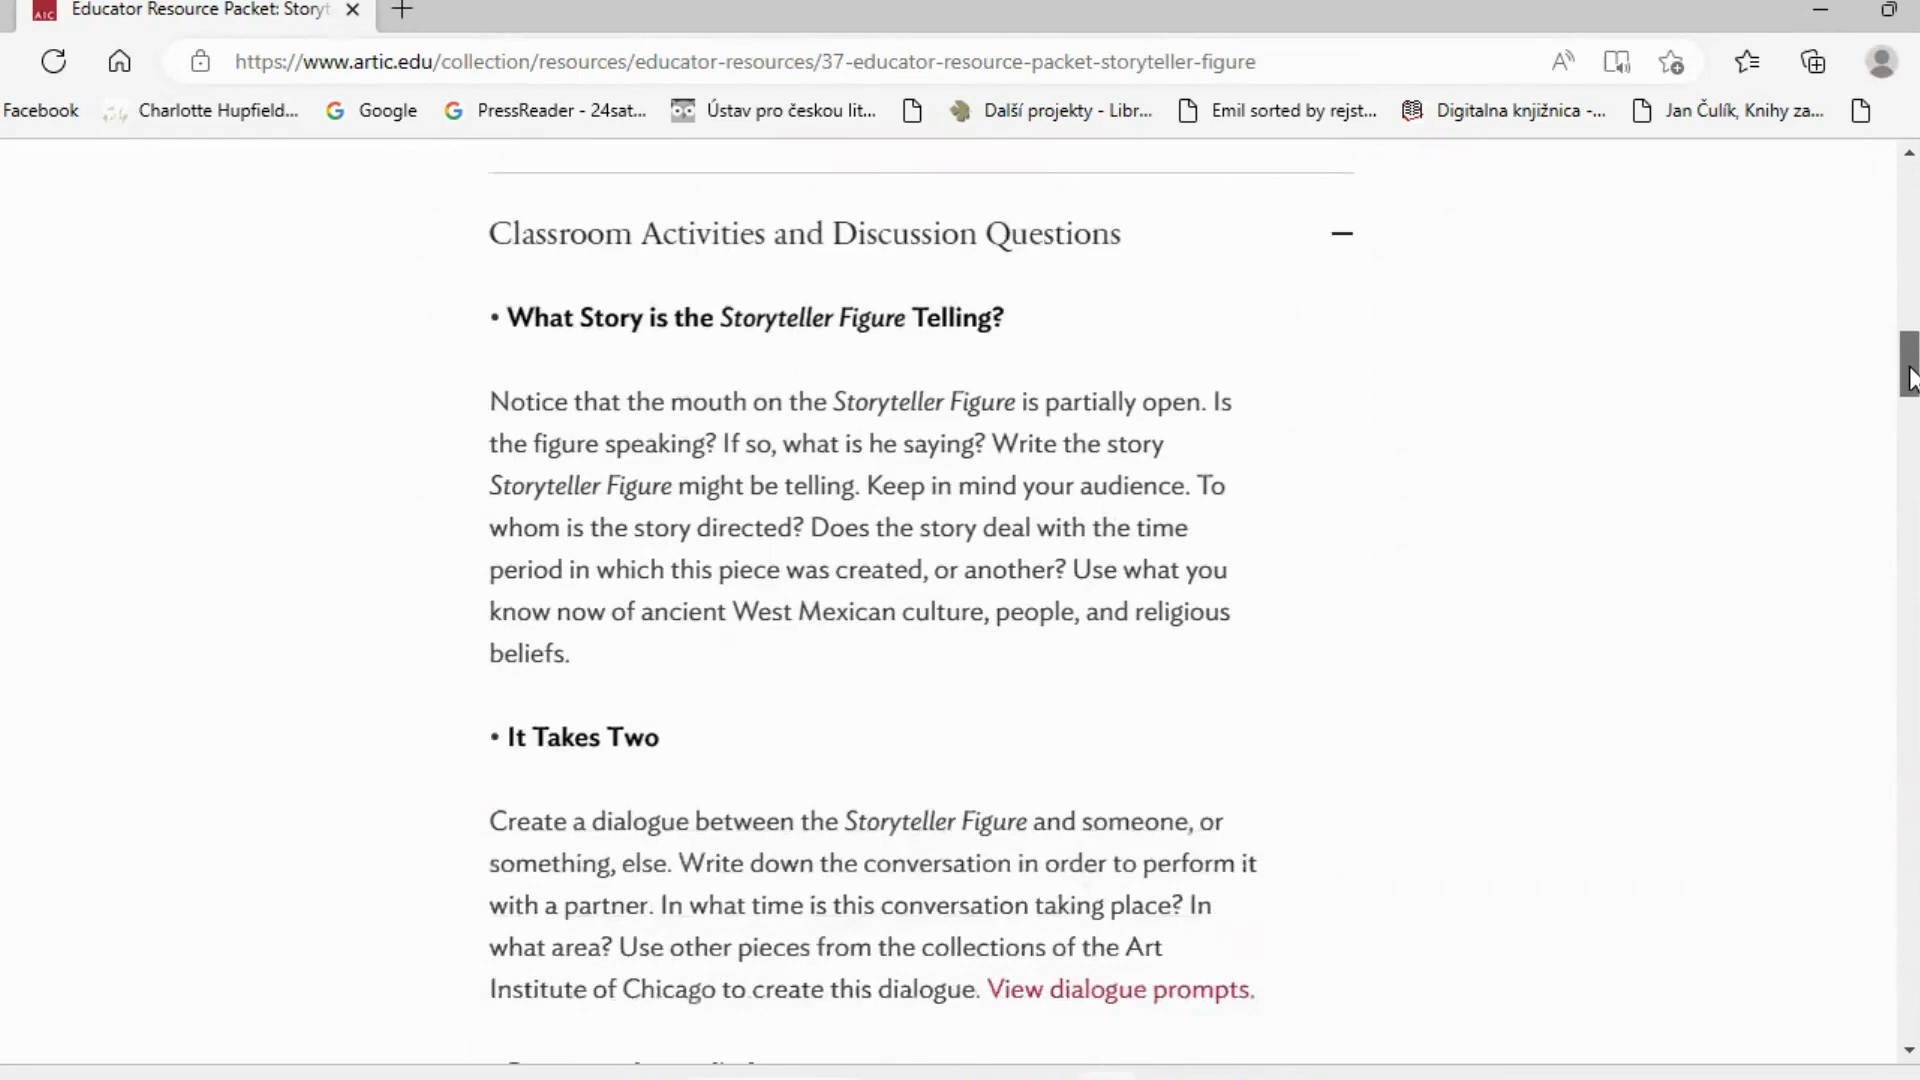 AIC Educator Resource Packet: Storyt
https://www.artic.edu/collection/resources/educator-resources/37-educator-resource-packet-storyteller-figure
Facebook Charlotte Hupfield... Google PressReader - 24sat... Ústav pro českou lit... Další projekty - Libr... Emil sorted by rejst... Digitalna knjižnica -... Jan Čulík, Knihy za...
Classroom Activities and Discussion Questions
• What Story is the Storyteller Figure Telling?
Notice that the mouth on the Storyteller Figure is partially open. Is
the figure speaking? If so, what is he saying? Write the story
Storyteller Figure might be telling. Keep in mind your audience. To
whom is the story directed? Does the story deal with the time
period in which this piece was created, or another? Use what you
know now of ancient West Mexican culture, people, and religious
beliefs.
• It Takes Two
Create a dialogue between the Storyteller Figure and someone, or
something, else. Write down the conversation in order to perform it
with a partner. In what time is this conversation taking place? In
what area? Use other pieces from the collections of the Art
Institute of Chicago to create this dialogue. View dialogue prompts.